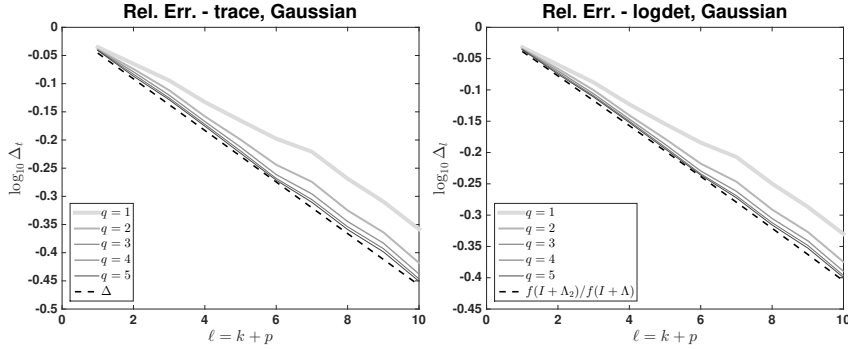 Rel. Err. - trace, Gaussian
0
-0.05
-0.1
-0.15
-0.2
-0.25
-0.3
-0.35
-0.4
-0.45
-0.5
log₁₀ Δₜ
q = 1
q = 2
q = 3
q = 4
q = 5
Δ
0 2 4 6 8 10
ℓ = k + p
Rel. Err. - logdet, Gaussian
0
-0.05
-0.1
-0.15
-0.2
-0.25
-0.3
-0.35
-0.4
-0.45
log₁₀ Δₗ
q = 1
q = 2
q = 3
q = 4
q = 5
f(I + Λ₂)/f(I + Λ)
0 2 4 6 8 10
ℓ = k + p